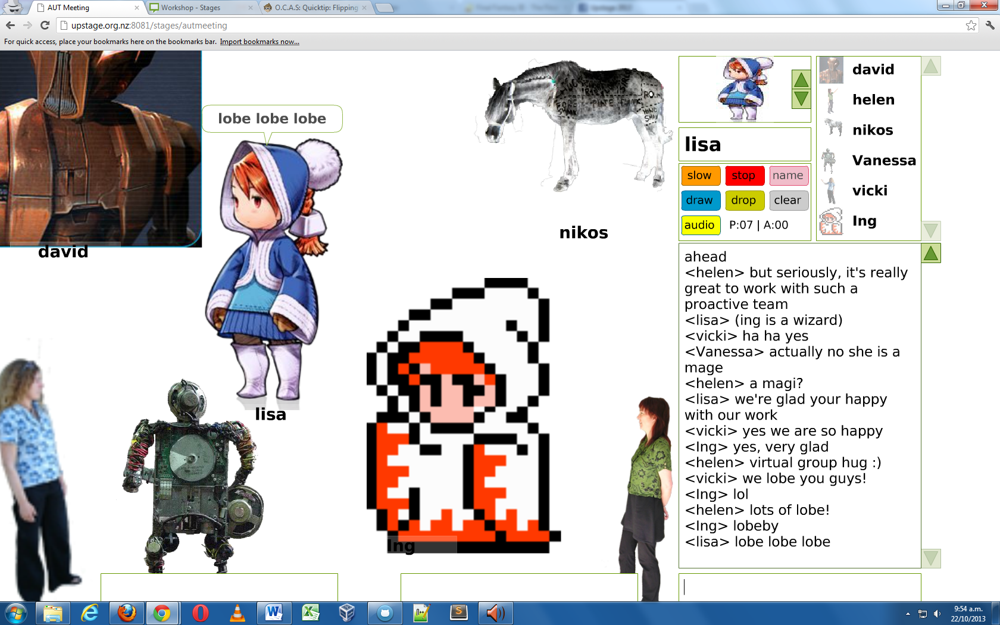 AUT Meeting
Workshop - Stages
O.C.A.S: Quicktip: Flipping
upstage.org.nz:8081/stages/autmeeting
For quick access, place your bookmarks here on the bookmarks bar. Import bookmarks now...
lobe lobe lobe
david
lisa
nikos
Ing
lisa
slow
stop
name
draw
drop
clear
audio
P:07 | A:00
david
helen
nikos
Vanessa
vicki
Ing
ahead
<helen> but seriously, it's really
great to work with such a
proactive team
<lisa> (ing is a wizard)
<vicki> ha ha yes
<Vanessa> actually no she is a
mage
<helen> a magi?
<lisa> we're glad your happy
with our work
<vicki> yes we are so happy
<Ing> yes, very glad
<helen> virtual group hug :)
<vicki> we lobe you guys!
<Ing> lol
<helen> lots of lobe!
<Ing> lobeby
<lisa> lobe lobe lobe
9:54 a.m.
22/10/2013